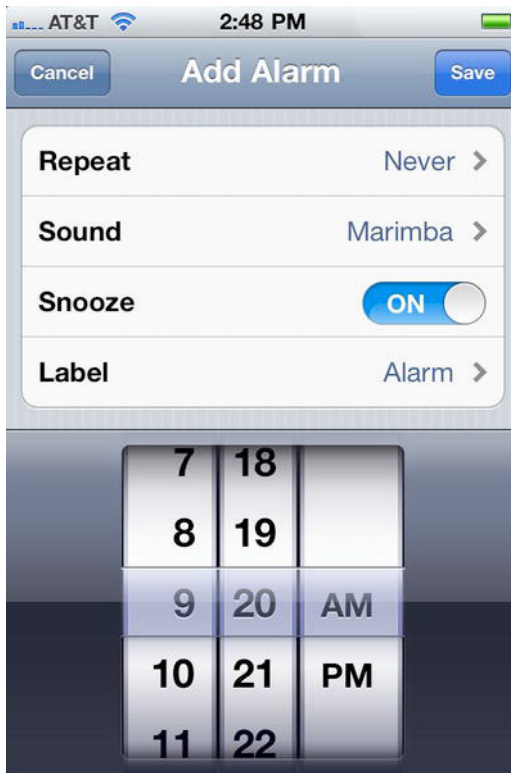 AT&T 2:48 PM
Cancel Add Alarm Save
Repeat Never
Sound Marimba
Snooze ON
Label Alarm
7 18
8 19
9 20 AM
10 21 PM
11 22